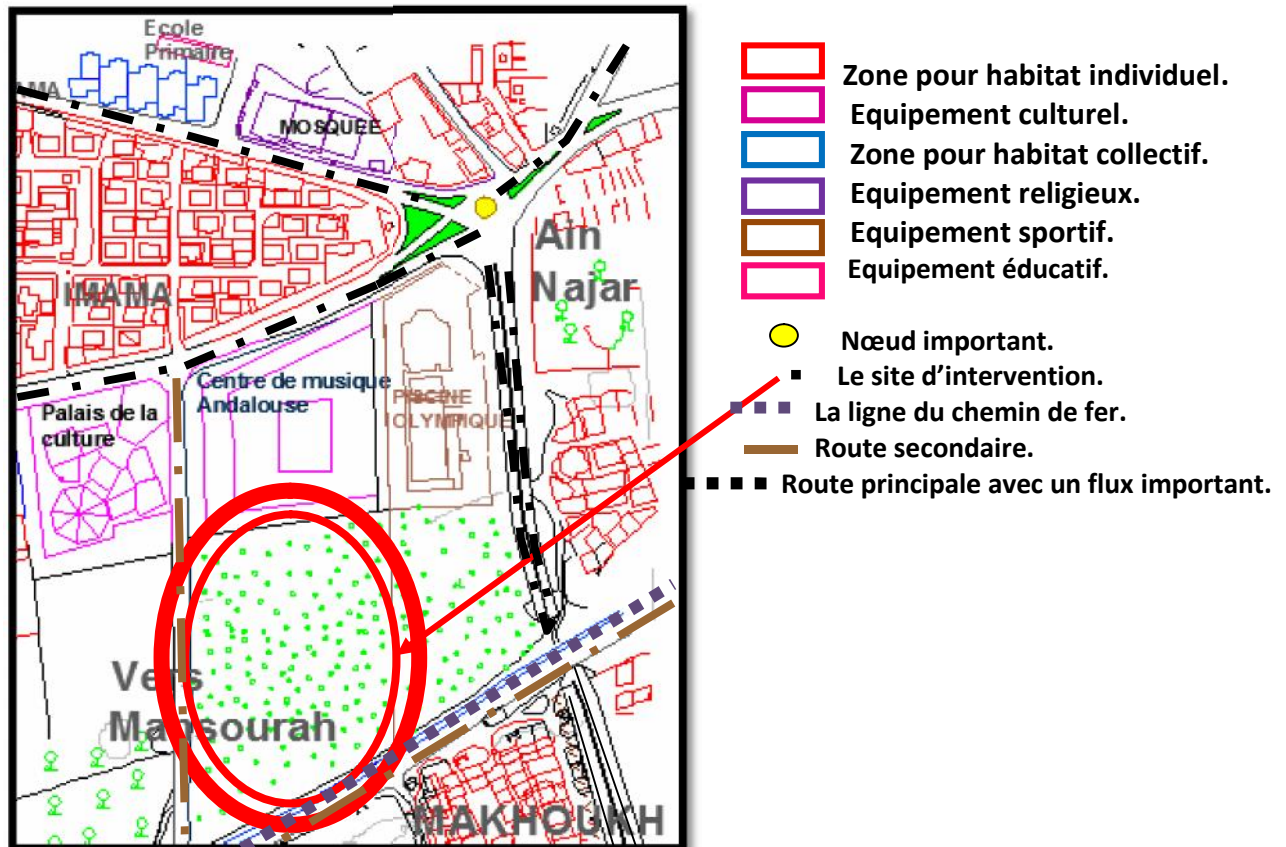 Ecole
Primaire
AMA
MOSQUÉE
Ain
Najar
IMAMA
Centre de musique
Andalouse
Palais de la
culture
PISCINE
OLYMPIQUE
Vers
Mansourah
MAKHOUKH
Zone pour habitat individuel.
Equipement culturel.
Zone pour habitat collectif.
Equipement religieux.
Equipement sportif.
Equipement éducatif.
Nœud important.
Le site d’intervention.
La ligne du chemin de fer.
Route secondaire.
Route principale avec un flux important.